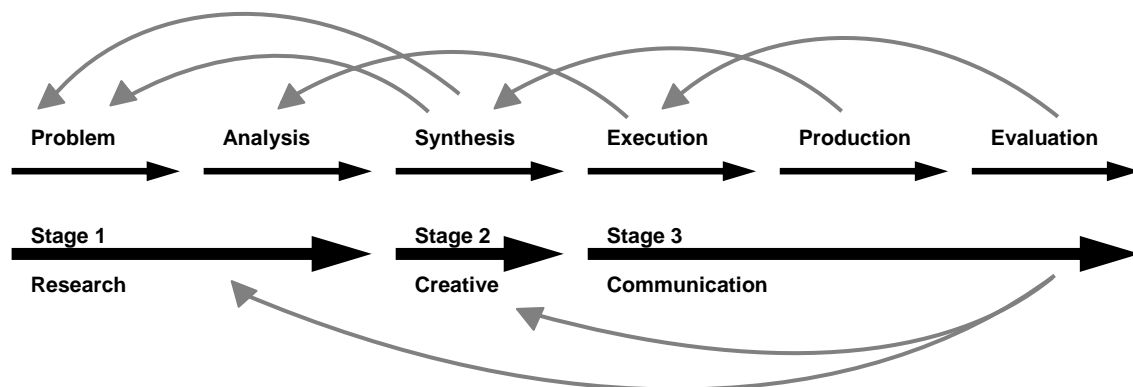 Problem Analysis Synthesis Execution Production Evaluation
Stage 1 Stage 2 Stage 3
Research Creative Communication